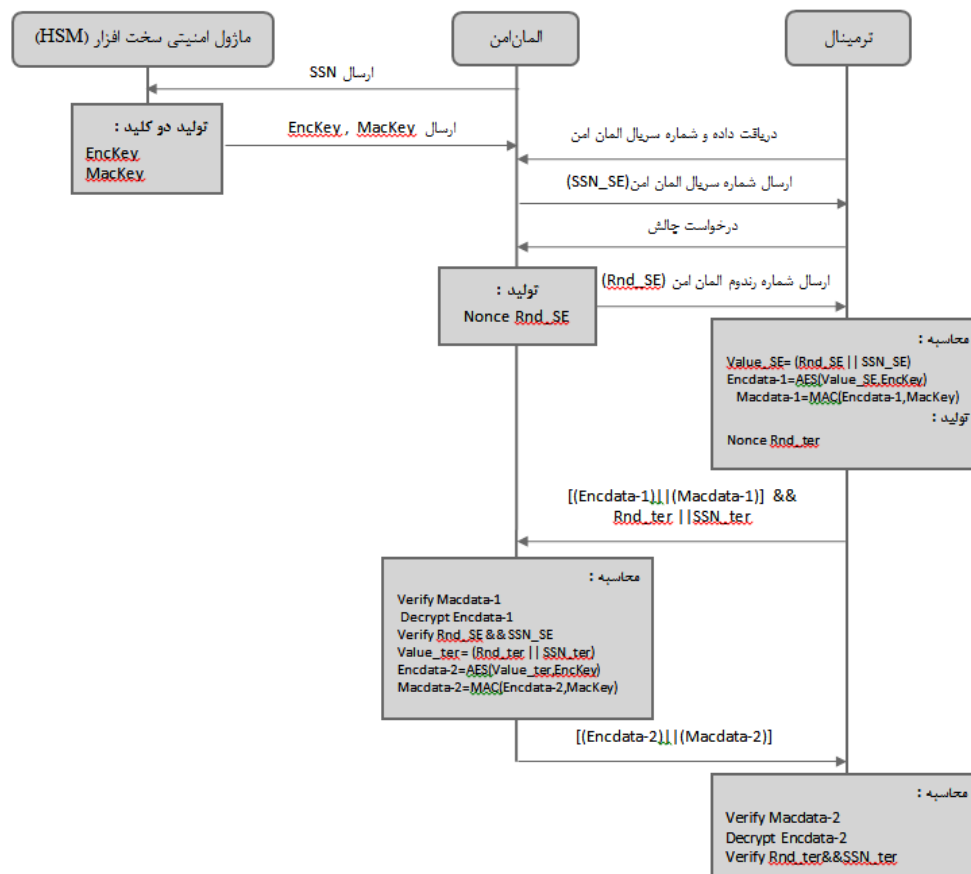 ماژول امنیتی سخت افزار (HSM)
المان‌امن
ترمینال
ارسال SSN
تولید دو کلید :
EncKey
MacKey
ارسال EncKey , MacKey
دریاقت داده و شماره سریال المان امن
ارسال شماره سریال المان امن(SSN_SE)
درخواست چالش
تولید :
Nonce Rnd_SE
ارسال شماره رندوم المان امن (Rnd_SE)
محاسبه :
Value_SE= (Rnd_SE || SSN_SE)
Encdata-1=AES(Value_SE,EncKey)
Macdata-1=MAC(Encdata-1,MacKey)
تولید :
Nonce Rnd_ter
[(Encdata-1)||(Macdata-1)] &&
Rnd_ter ||SSN_ter
محاسبه :
Verify Macdata-1
Decrypt Encdata-1
Verify Rnd_SE && SSN_SE
Value_ter= (Rnd_ter || SSN_ter)
Encdata-2=AES(Value_ter,EncKey)
Macdata-2=MAC(Encdata-2,MacKey)
[(Encdata-2)||(Macdata-2)]
محاسبه :
Verify Macdata-2
Decrypt Encdata-2
Verify Rnd_ter&&SSN_ter